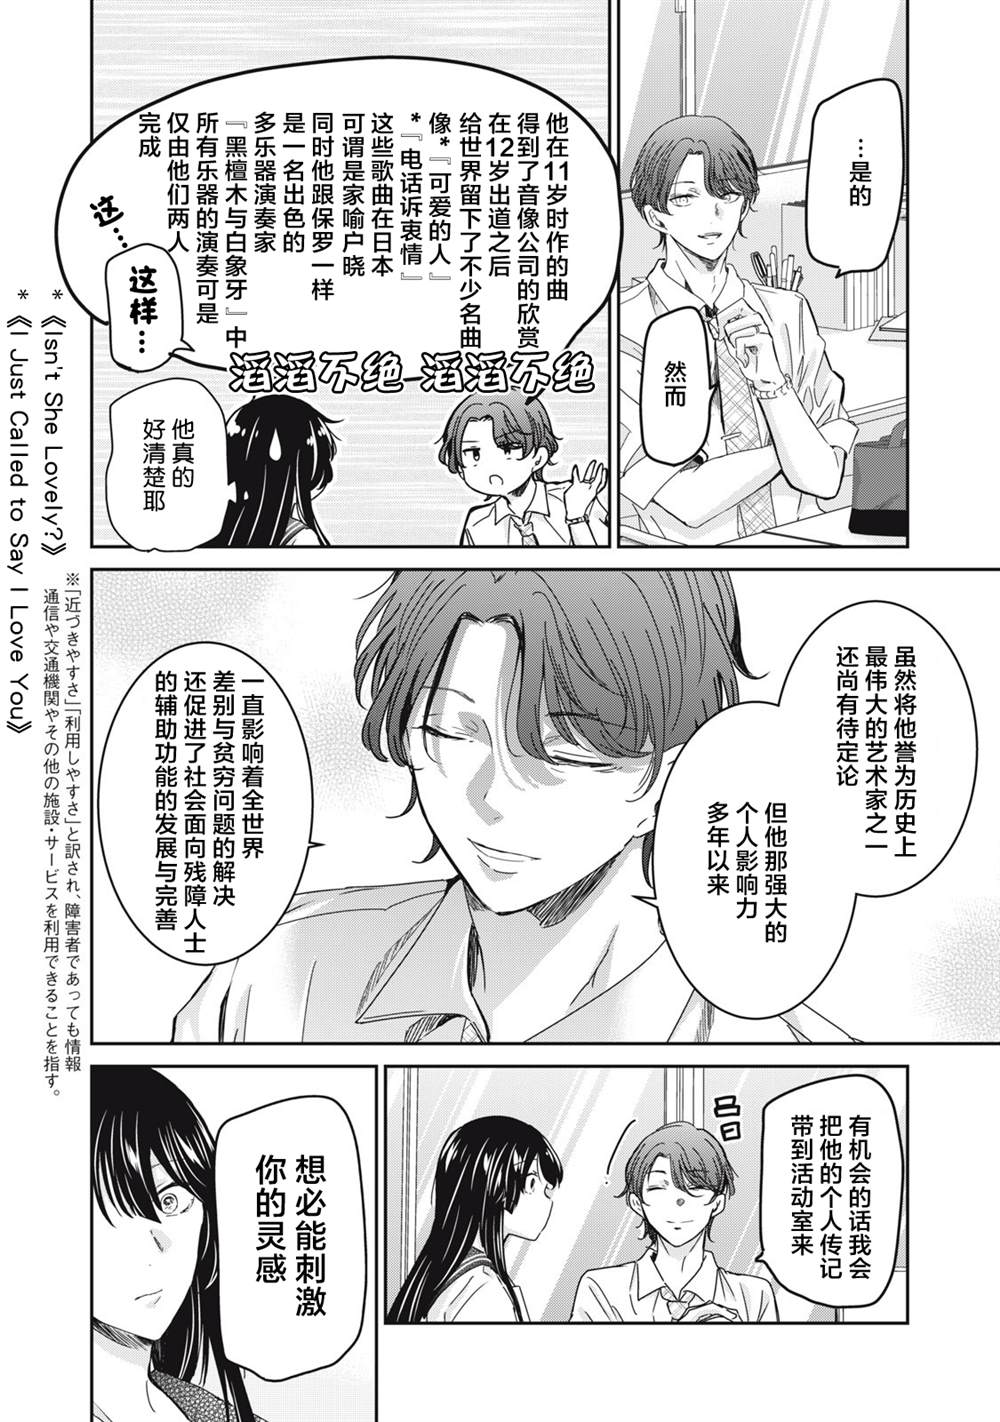 …是的
然而
他在11岁时作的曲
得到了音像公司的欣赏
在12岁出道之后
给世界留下了不少名曲
像*『可爱的人』
*『电话诉衷情』
这些歌曲在日本
可谓是家喻户晓
同时他跟保罗一样
是一名出色的
多乐器演奏家
『黑檀木与白象牙』中
所有乐器的演奏可是
仅由他们两人
完成
滔滔不绝 滔滔不绝
这…
这样…
他真的
好清楚耶
*《Isn't She Lovely?》
*《I Just Called to Say I Love You》
虽然将他誉为历史上
最伟大的艺术家之一
还尚有待定论
但他那强大的
个人影响力
多年以来
一直影响着全世界
差别与贫穷问题的解决
还促进了社会面向残障人士
的辅助功能的发展与完善
※「近づきやすさ」「利用しやすさ」と訳され、障害者であっても情報
通信や交通機関やその他の施設・サービスを利用できることを指す。
有机会的话我会
把他的个人传记
带到活动室来
吕曰
想必能刺激
你的灵感